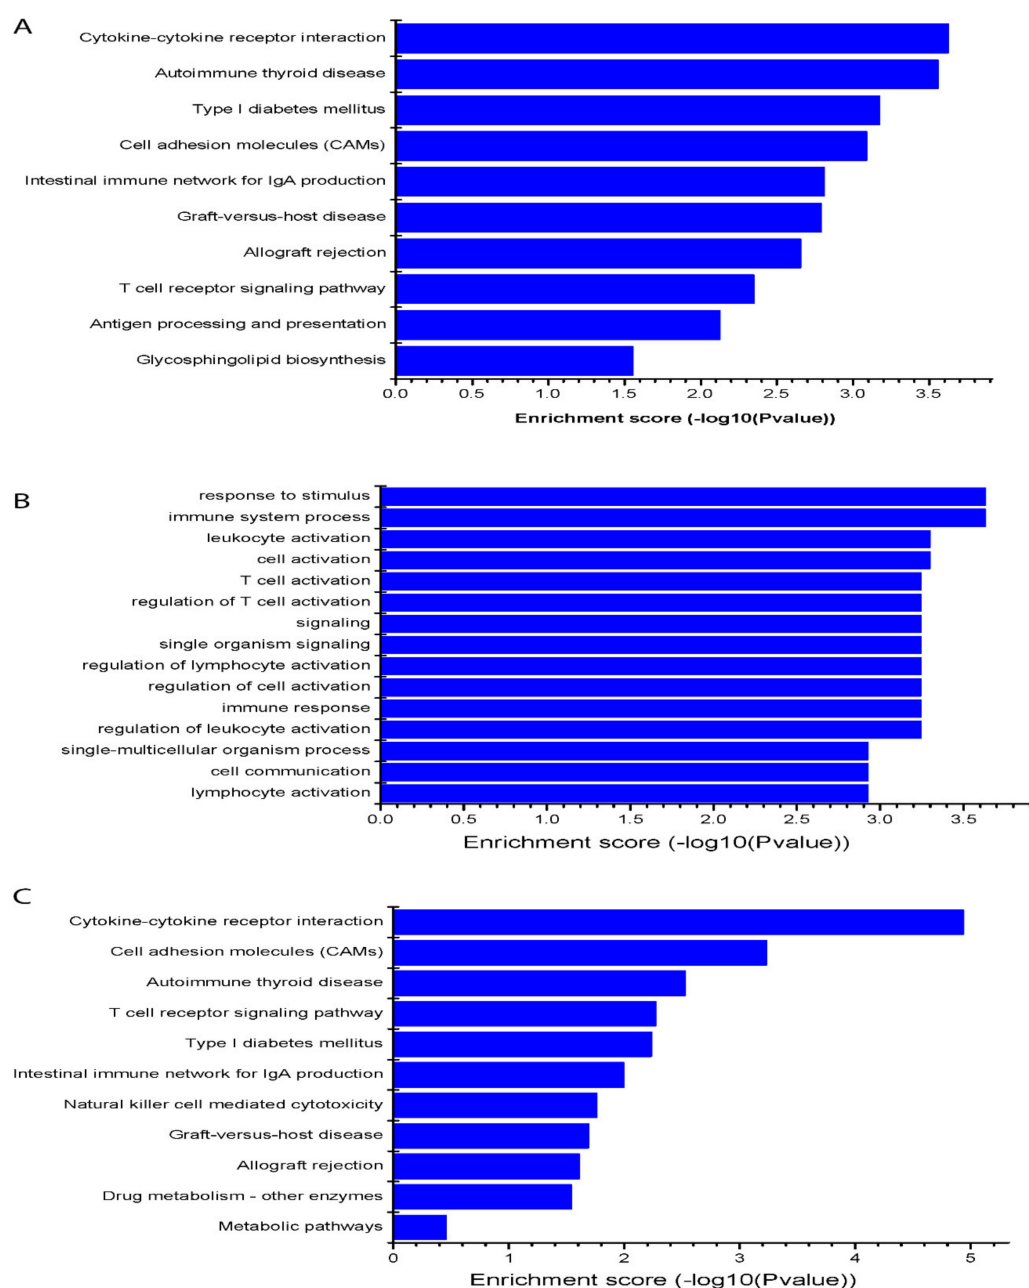 A
Cytokine-cytokine receptor interaction
Autoimmune thyroid disease
Type I diabetes mellitus
Cell adhesion molecules (CAMs)
Intestinal immune network for IgA production
Graft-versus-host disease
Allograft rejection
T cell receptor signaling pathway
Antigen processing and presentation
Glycosphingolipid biosynthesis
0.0 0.5 1.0 1.5 2.0 2.5 3.0 3.5
Enrichment score (-log10(Pvalue))
B
response to stimulus
immune system process
leukocyte activation
cell activation
T cell activation
regulation of T cell activation
signaling
single organism signaling
regulation of lymphocyte activation
regulation of cell activation
immune response
regulation of leukocyte activation
single-multicellular organism process
cell communication
lymphocyte activation
0.0 0.5 1.0 1.5 2.0 2.5 3.0 3.5
Enrichment score (-log10(Pvalue))
C
Cytokine-cytokine receptor interaction
Cell adhesion molecules (CAMs)
Autoimmune thyroid disease
T cell receptor signaling pathway
Type I diabetes mellitus
Intestinal immune network for IgA production
Natural killer cell mediated cytotoxicity
Graft-versus-host disease
Allograft rejection
Drug metabolism - other enzymes
Metabolic pathways
0 1 2 3 4 5
Enrichment score (-log10(Pvalue))